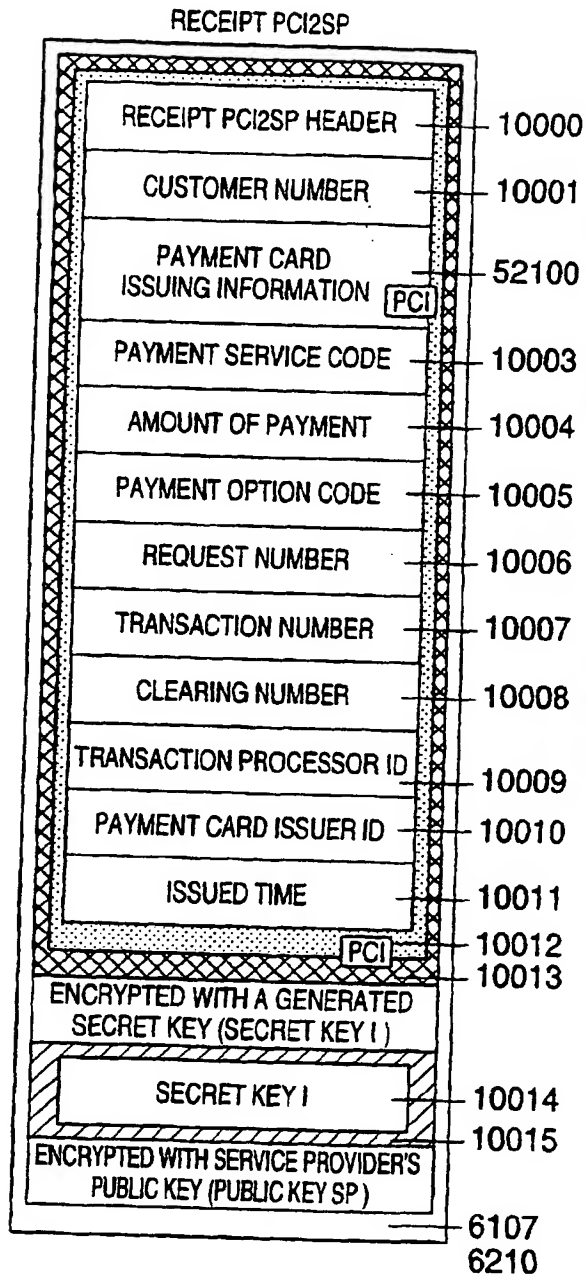 RECEIPT PCI2SP
RECEIPT PCI2SP HEADER 10000
CUSTOMER NUMBER 10001
PAYMENT CARD
ISSUING INFORMATION 52100
PCI
PAYMENT SERVICE CODE 10003
AMOUNT OF PAYMENT 10004
PAYMENT OPTION CODE 10005
REQUEST NUMBER 10006
TRANSACTION NUMBER 10007
CLEARING NUMBER 10008
TRANSACTION PROCESSOR ID 10009
PAYMENT CARD ISSUER ID 10010
ISSUED TIME 10011
PCI 10012
10013
ENCRYPTED WITH A GENERATED
SECRET KEY (SECRET KEY I)
SECRET KEY I 10014
10015
ENCRYPTED WITH SERVICE PROVIDER'S
PUBLIC KEY (PUBLIC KEY SP)
6107
6210